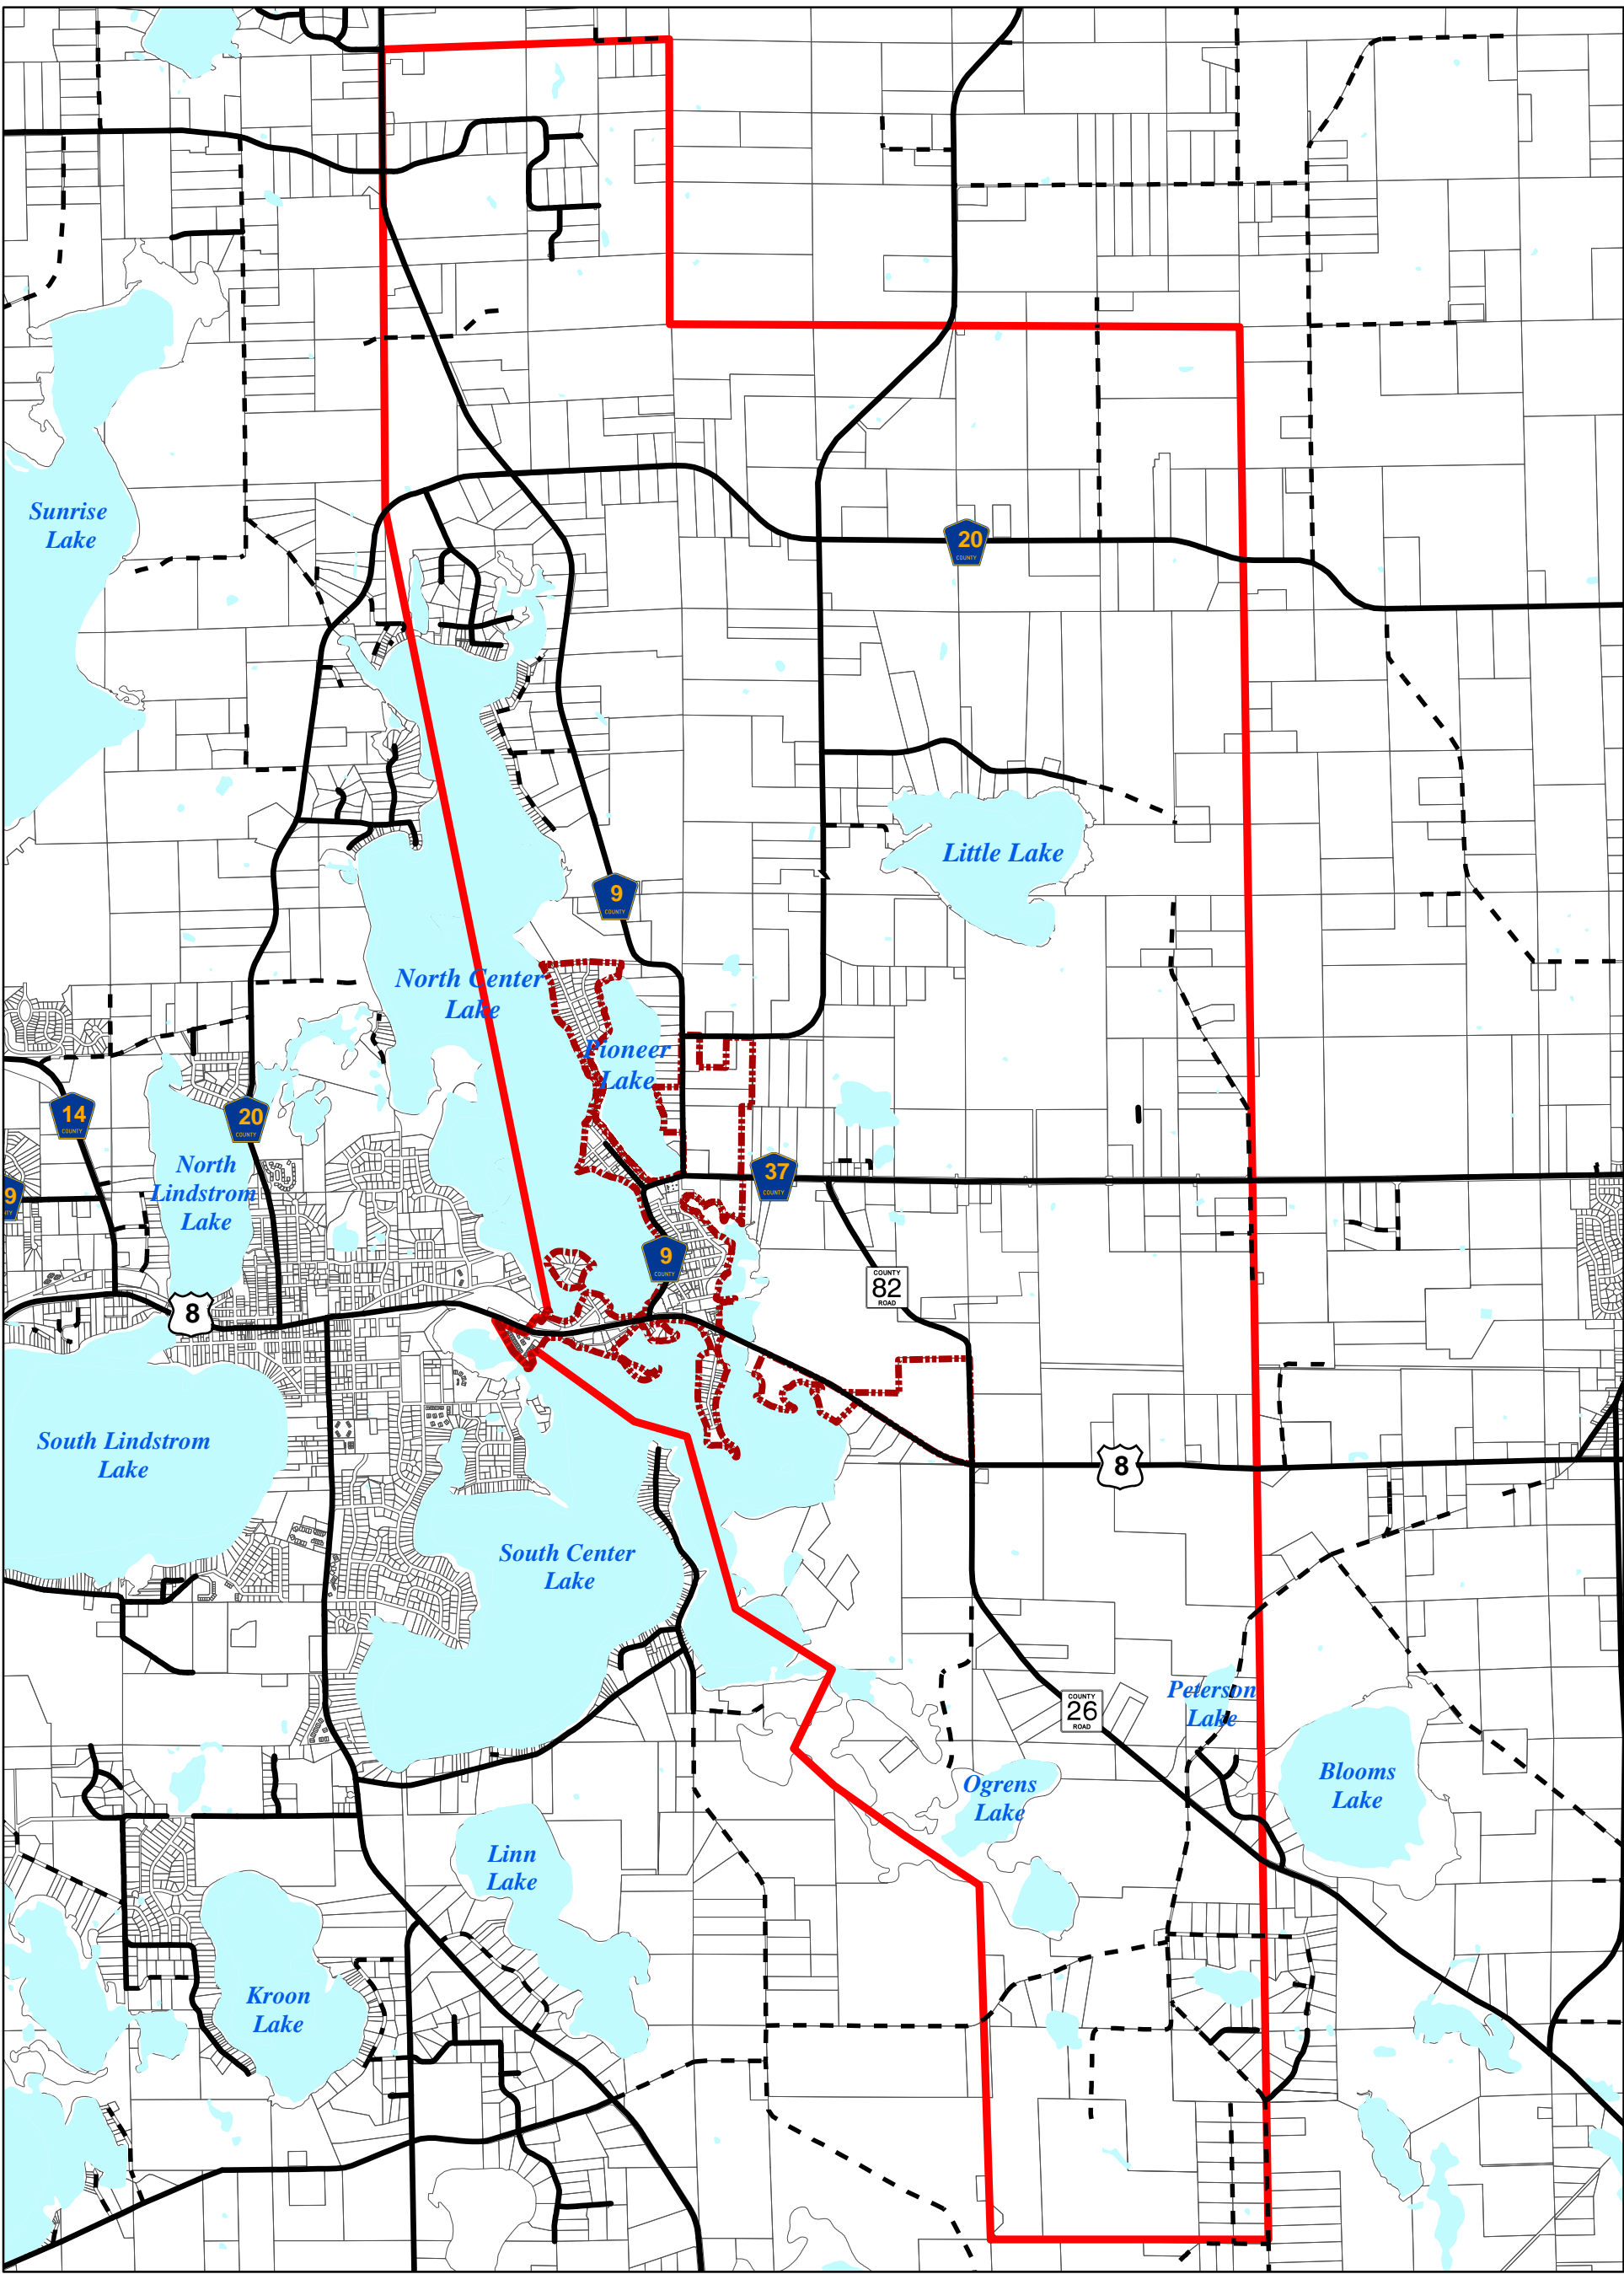 Sunrise
Lake
20
COUNTY
Little Lake
9
COUNTY
North Center
Lake
Pioneer
Lake
14
COUNTY
20
COUNTY
North
Lindstrom
Lake
9
37
COUNTY
9
COUNTY
COUNTY
82
ROAD
8
South Lindstrom
Lake
8
South Center
Lake
Peterson
Lake
COUNTY
26
ROAD
Blooms
Lake
Ogrens
Lake
Linn
Lake
Kroon
Lake